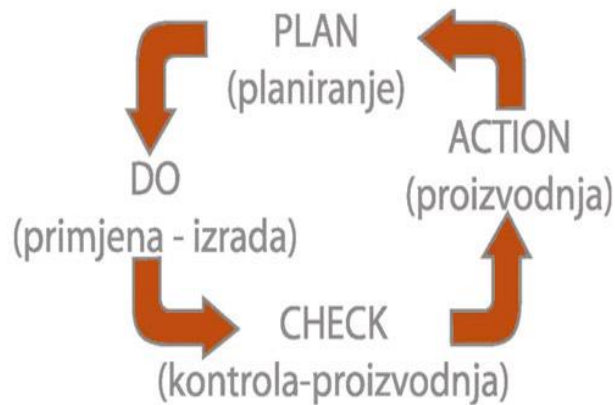 PLAN
(planiranje)
DO
(primjena - izrada)
CHECK
(kontrola-proizvodnja)
ACTION
(proizvodnja)